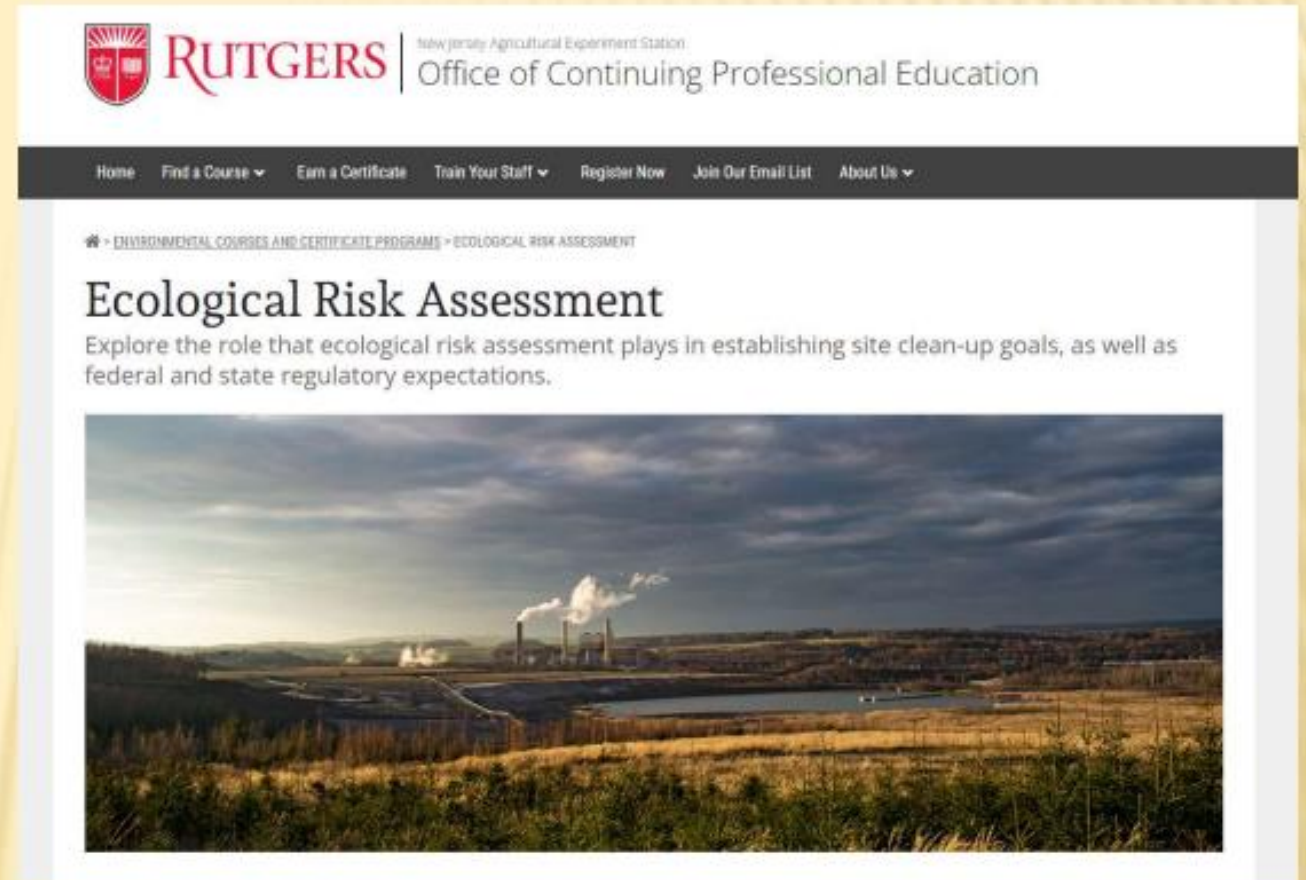 RUTGERS
New Jersey Agricultural Experiment Station
Office of Continuing Professional Education
Home Find a Course Earn a Certificate Train Your Staff Register Now Join Our Email List About Us
> ENVIRONMENTAL COURSES AND CERTIFICATE PROGRAMS > ECOLOGICAL RISK ASSESSMENT
Ecological Risk Assessment
Explore the role that ecological risk assessment plays in establishing site clean-up goals, as well as
federal and state regulatory expectations.